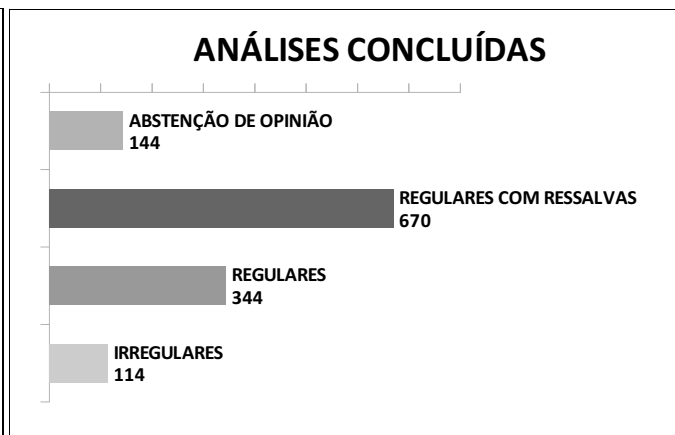 ANÁLISES CONCLUÍDAS
ABSTENÇÃO DE OPINIÃO
144
REGULARES COM RESSALVAS
670
REGULARES
344
IRREGULARES
114